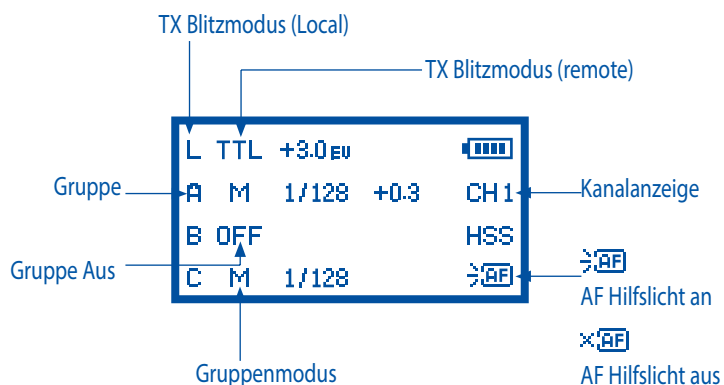 TX Blitzmodus (Local)
TX Blitzmodus (remote)
L TTL +3.0 EV
Gruppe
A M 1/128 +0.3 CH 1
Kanalanzeige
B OFF HSS
Gruppe Aus
C M 1/128 AF
AF
AF Hilfslicht an
×AF
Gruppenmodus
AF Hilfslicht aus